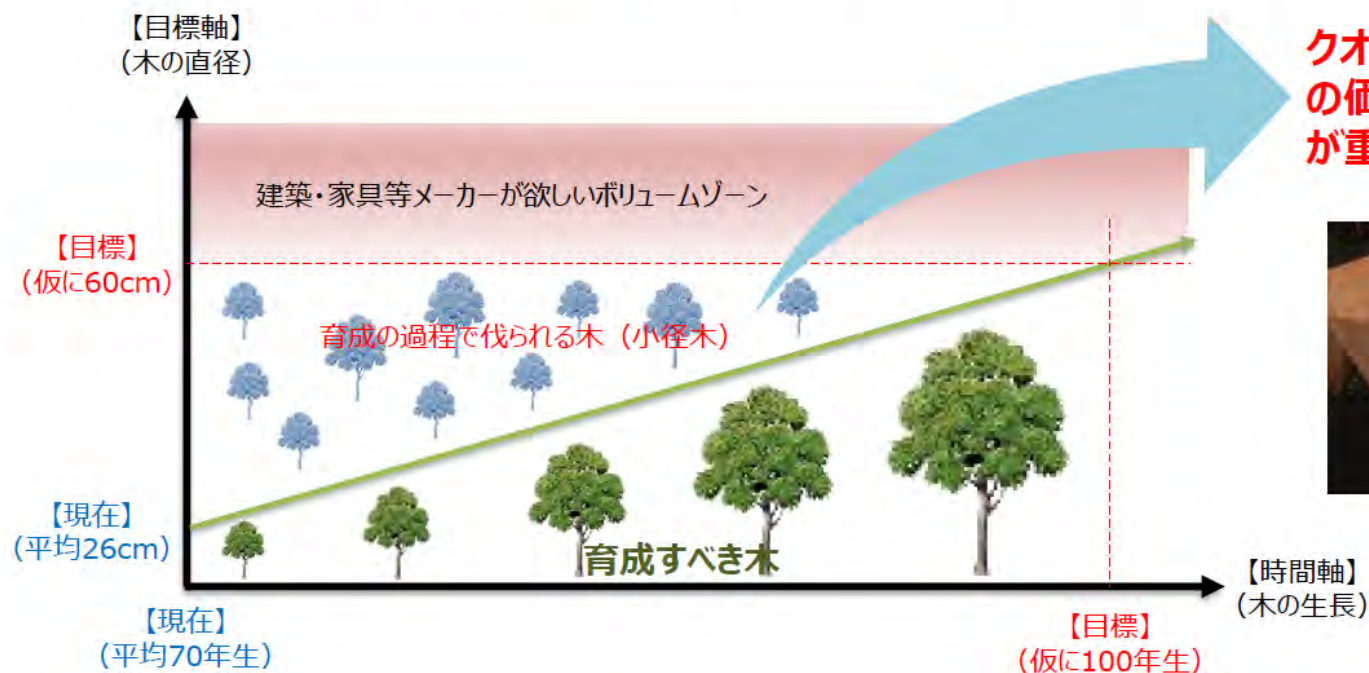 【目標軸】
（木の直径）
クオ
の価
が重
建築・家具等メーカーが欲しいボリュームゾーン
【目標】
（仮に60cm）
育成の過程で伐られる木（小径木）
【現在】
（平均26cm）
育成すべき木
【時間軸】
（木の生長）
【現在】
（平均70年生）
【目標】
（仮に100年生）